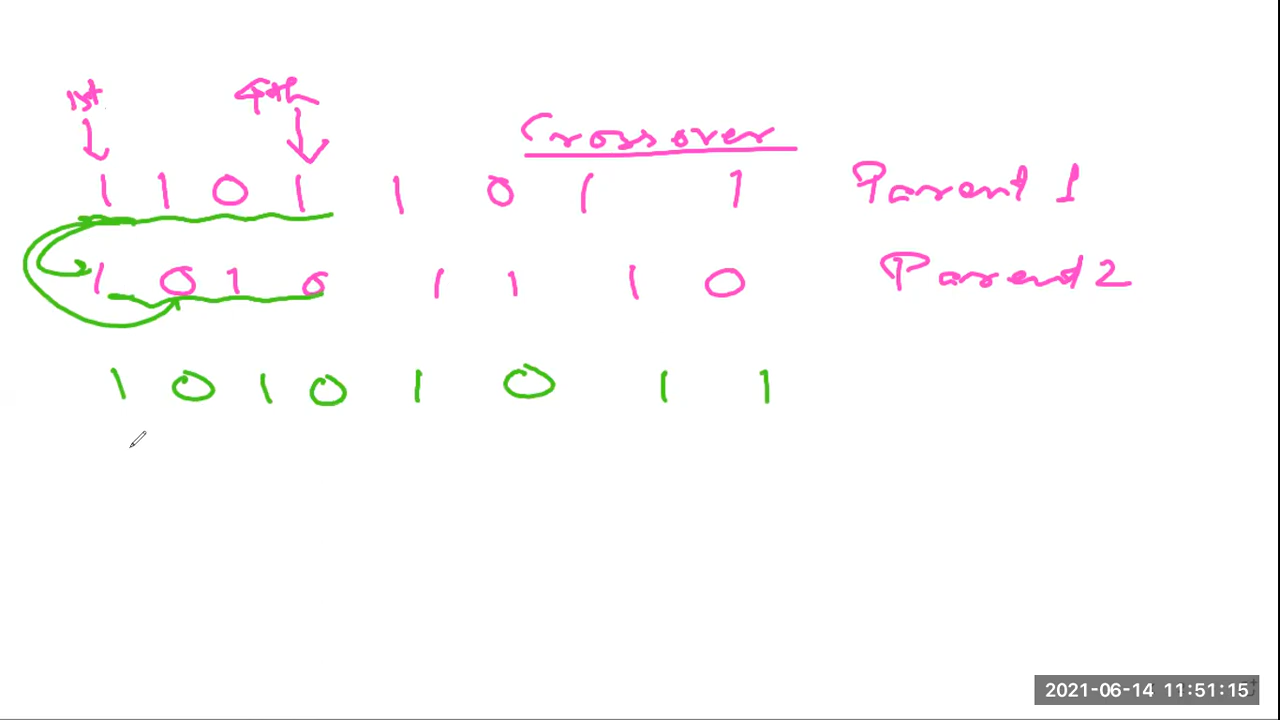 1st 4th
Crossover
1 1 0 1 1 0 1 1 Parent 1
1 0 1 0 1 1 1 0 Parent 2
1 0 1 0 1 0 1 1
2021-06-14 11:51:15